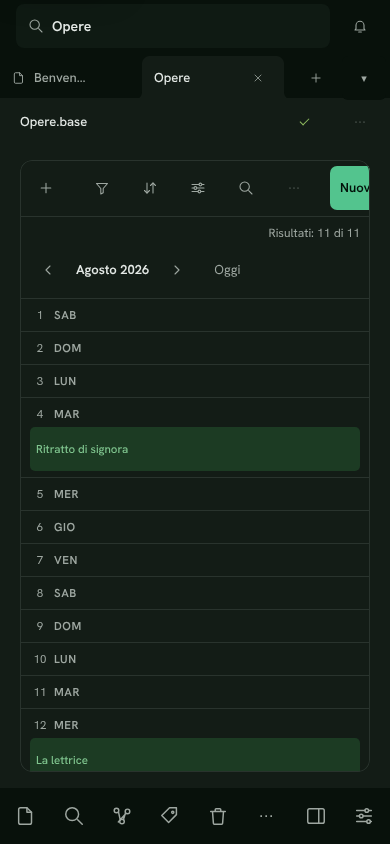 Opere
Benven...
Opere
Opere.base
Nuov
Risultati: 11 di 11
Agosto 2026
Oggi
1 SAB
2 DOM
3 LUN
4 MAR
Ritratto di signora
5 MER
6 GIO
7 VEN
8 SAB
9 DOM
10 LUN
11 MAR
12 MER
La lettrice